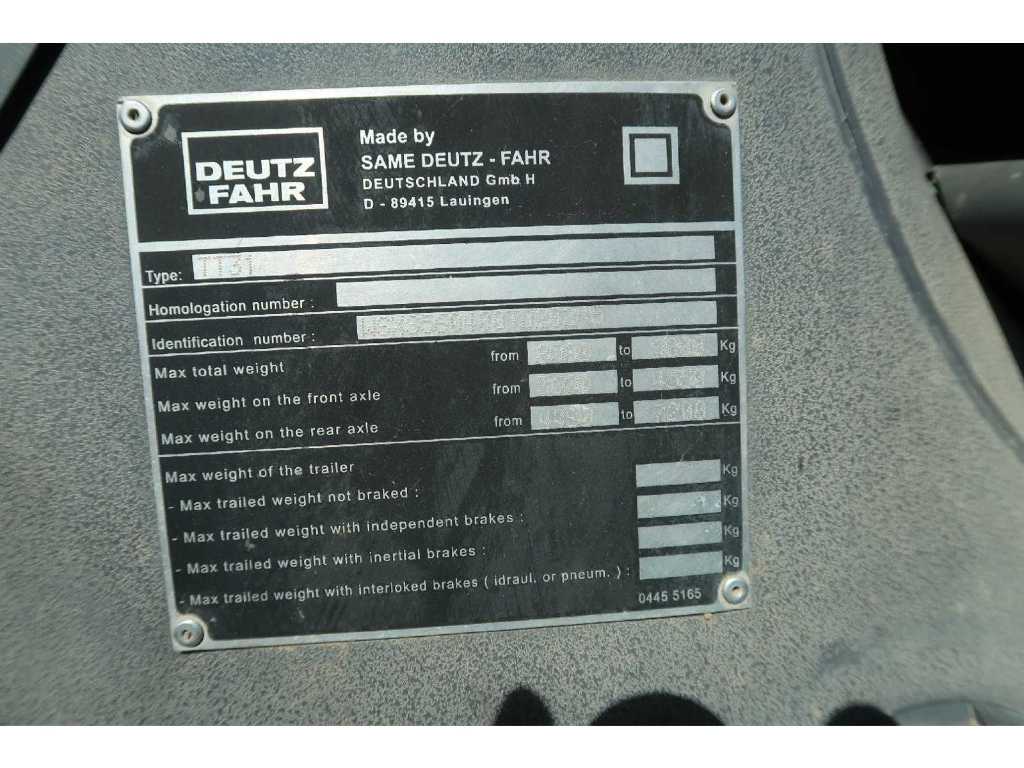 DEUTZ
FAHR
Made by
SAME DEUTZ - FAHR
DEUTSCHLAND GmbH
D - 89415 Lauingen
Type: TT31
Homologation number :
Identification number :
Max total weight from to Kg
Max weight on the front axle from to Kg
Max weight on the rear axle from to Kg
Max weight of the trailer
- Max trailed weight not braked : Kg
- Max trailed weight with independent brakes : Kg
- Max trailed weight with inertial brakes : Kg
- Max trailed weight with interloked brakes ( idraul. or pneum. ) : Kg
0445 5165